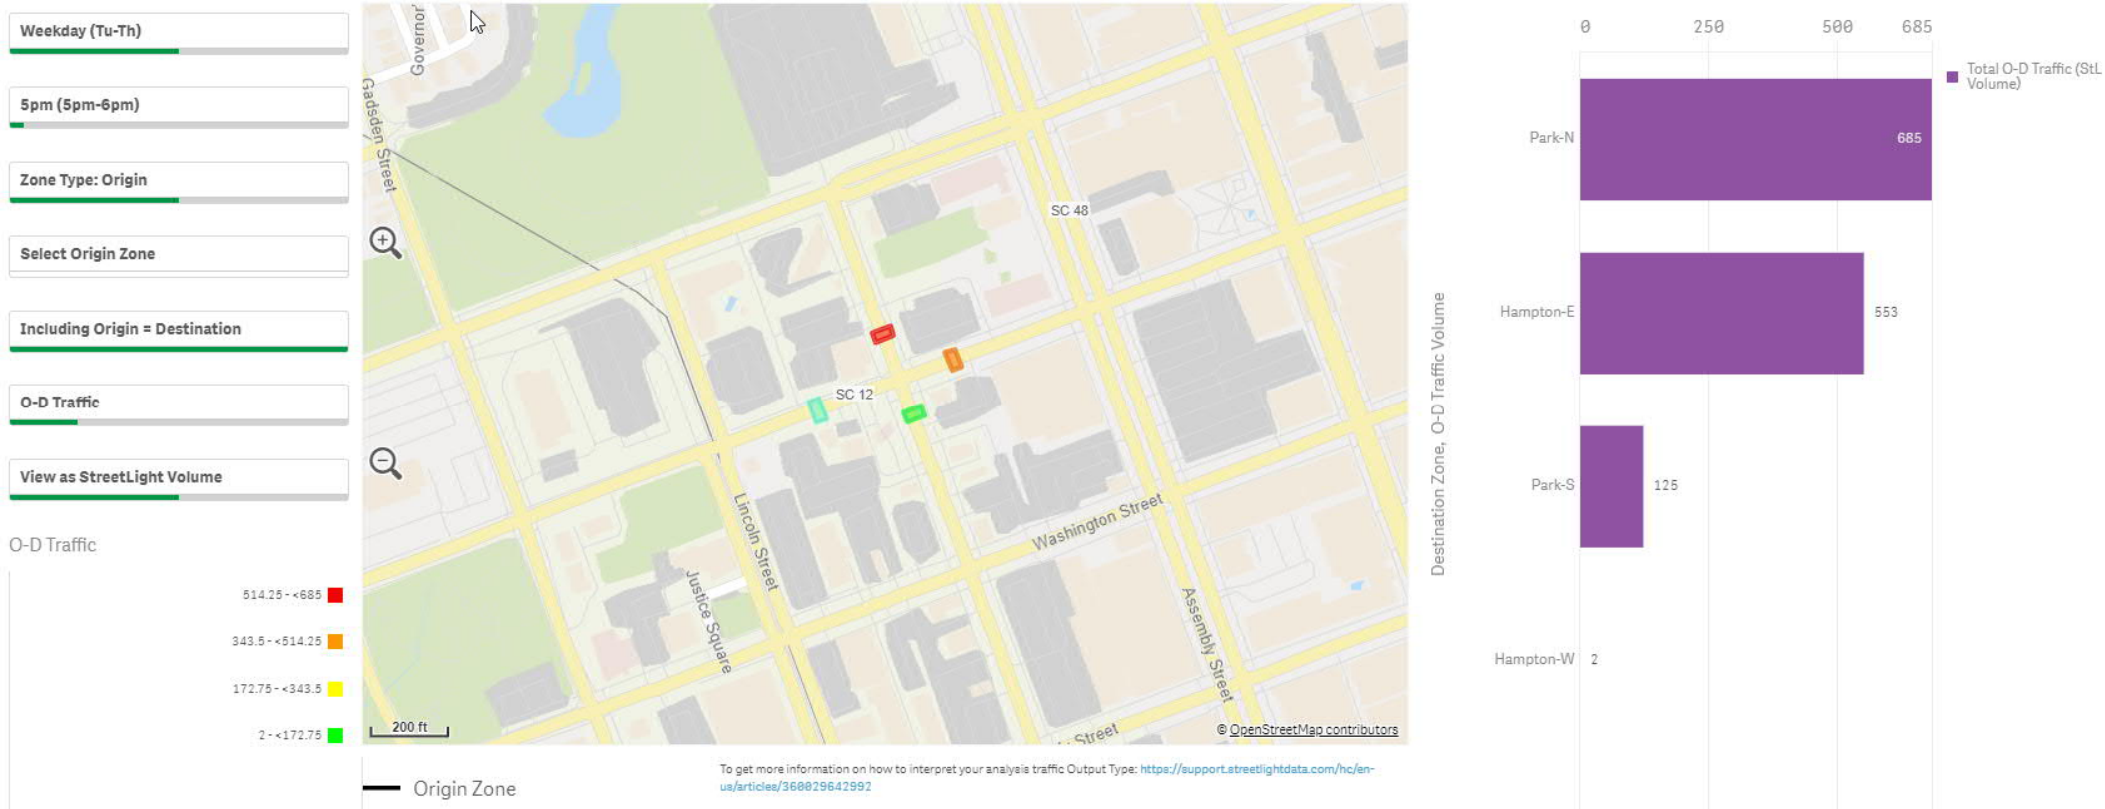 Weekday (Tu-Th)
5pm (5pm-6pm)
Zone Type: Origin
Select Origin Zone
Including Origin = Destination
O-D Traffic
View as StreetLight Volume
O-D Traffic
514.25 - <685
343.5 - <514.25
172.75 - <343.5
2 - <172.75
Governor'
Gadsden Street
SC 48
SC 12
Lincoln Street
Washington Street
Justice Square
Assembly Street
Street
200 ft
© OpenStreetMap contributors
Origin Zone
To get more information on how to interpret your analysis traffic Output Type: https://support.streetlightdata.com/hc/en-
us/articles/360029642992
0 250 500 685
Total O-D Traffic (StL
Volume)
Destination Zone, O-D Traffic Volume
Park-N 685
Hampton-E 553
Park-S 125
Hampton-W 2